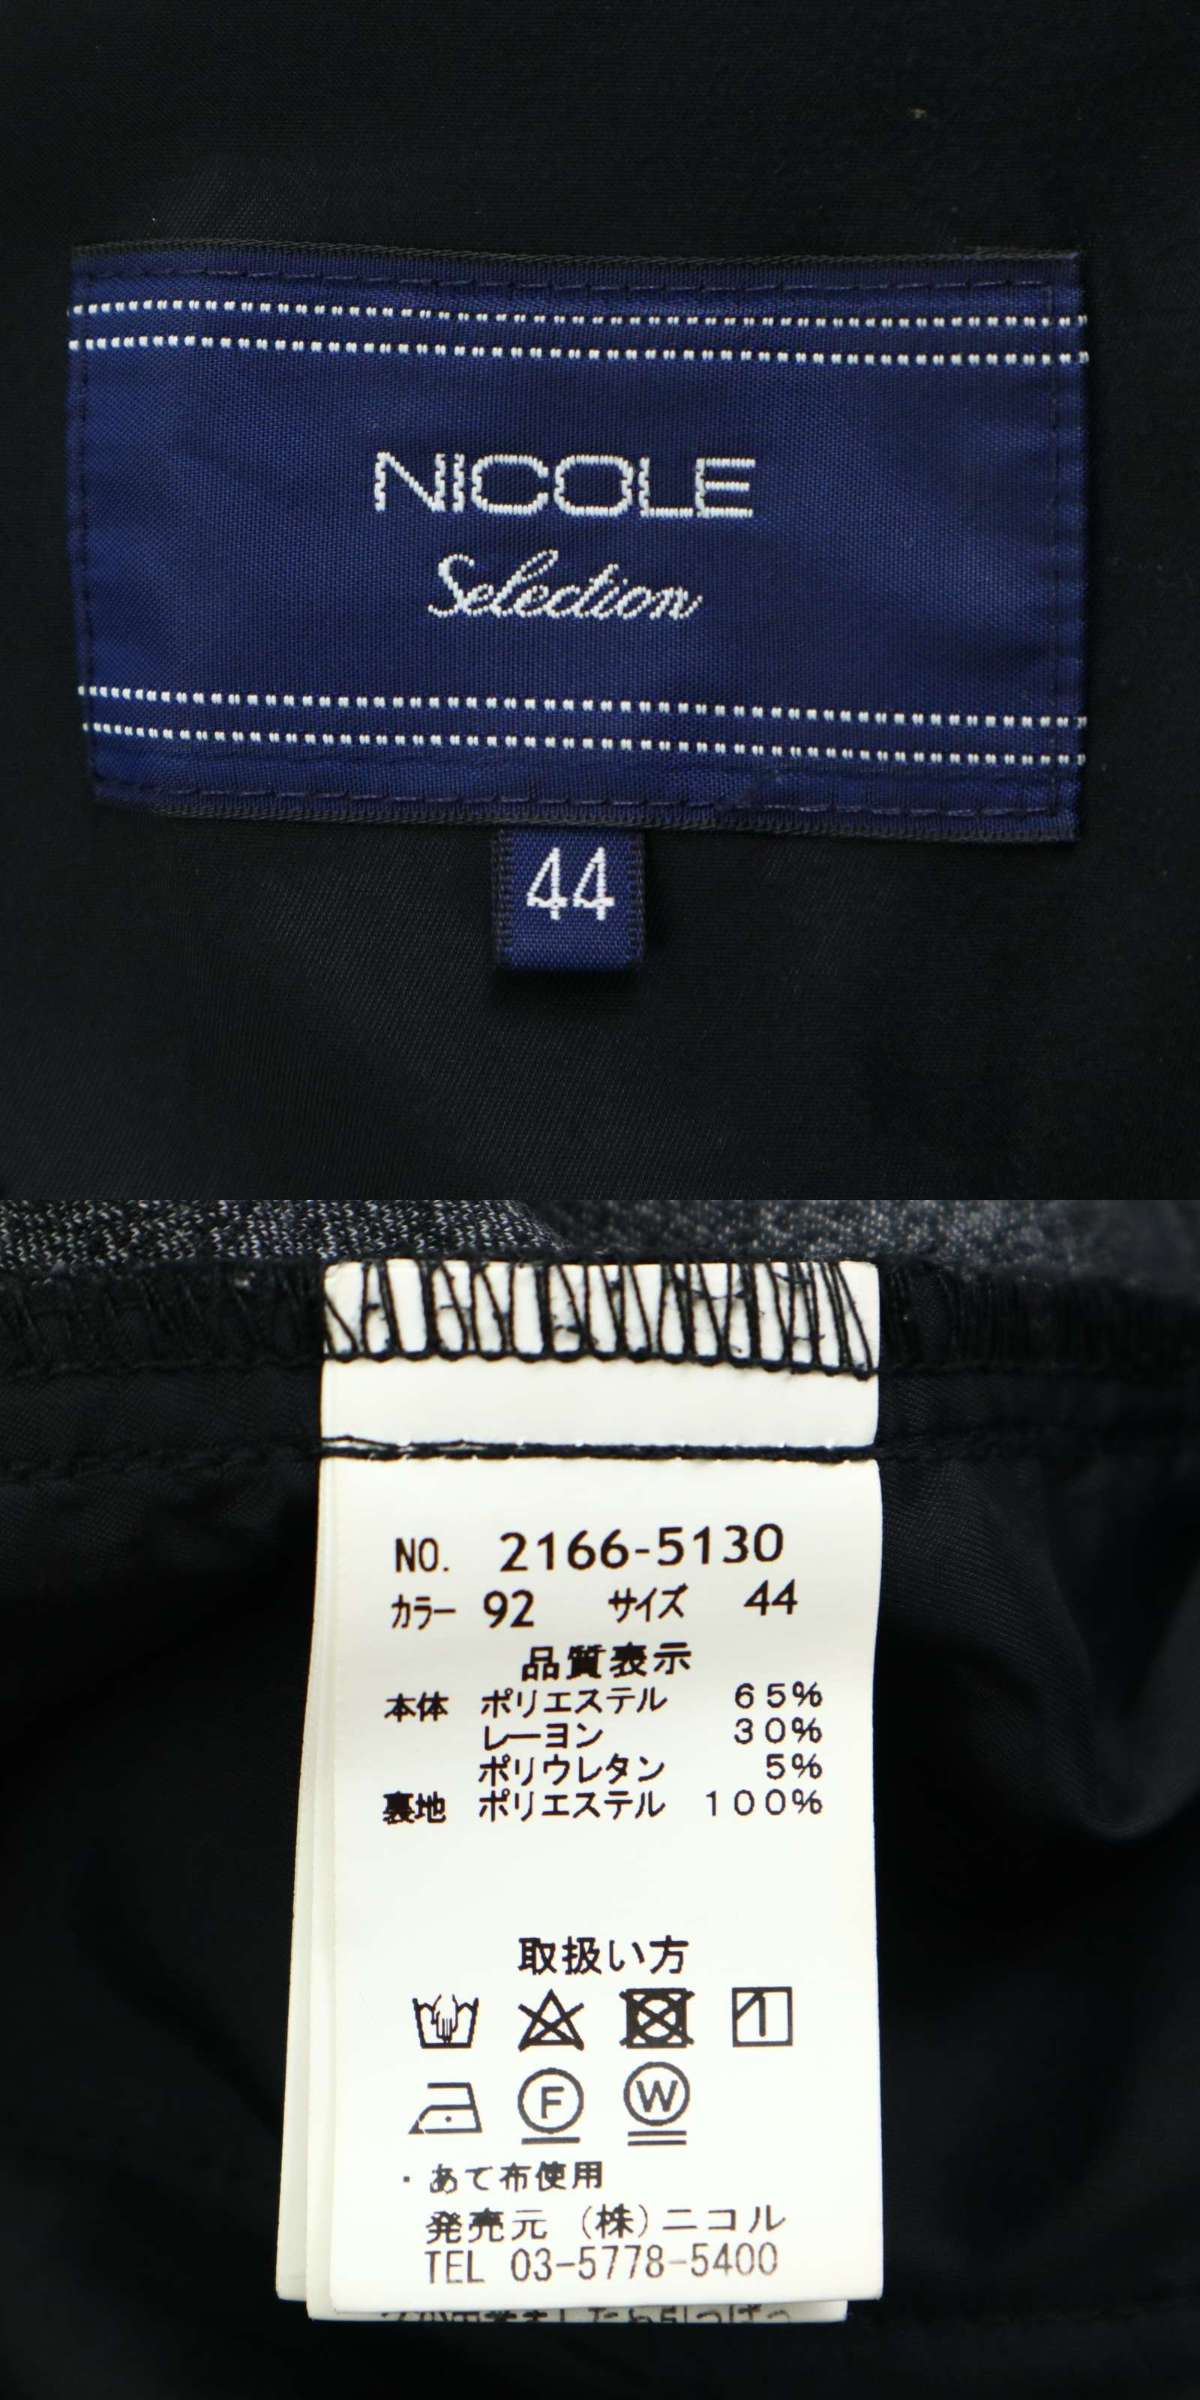 NICOLE
Selection
44
NO. 2166-5130
カラー 92 サイズ 44
品質表示
本体 ポリエステル 65%
レーヨン 30%
ポリウレタン 5%
裏地 ポリエステル 100%
取扱い方
F W
・あて布使用
発売元 (株)ニコル
TEL 03-5778-5400